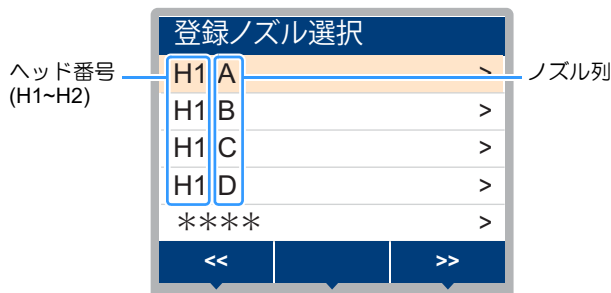 登録ノズル選択
ヘッド番号
(H1~H2)
ノズル列
H1 A >
H1 B >
H1 C >
H1 D >
＊＊＊＊ >
<< >>